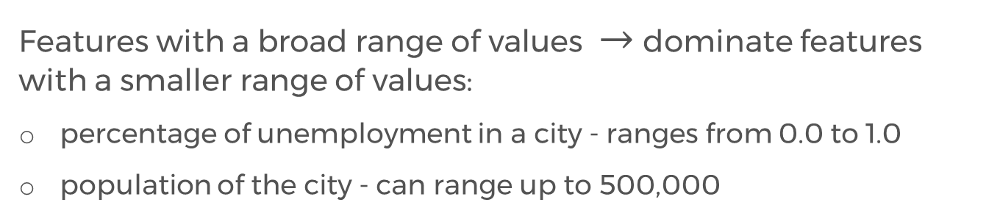 Features with a broad range of values → dominate features
with a smaller range of values:
○ percentage of unemployment in a city - ranges from 0.0 to 1.0
○ population of the city - can range up to 500,000